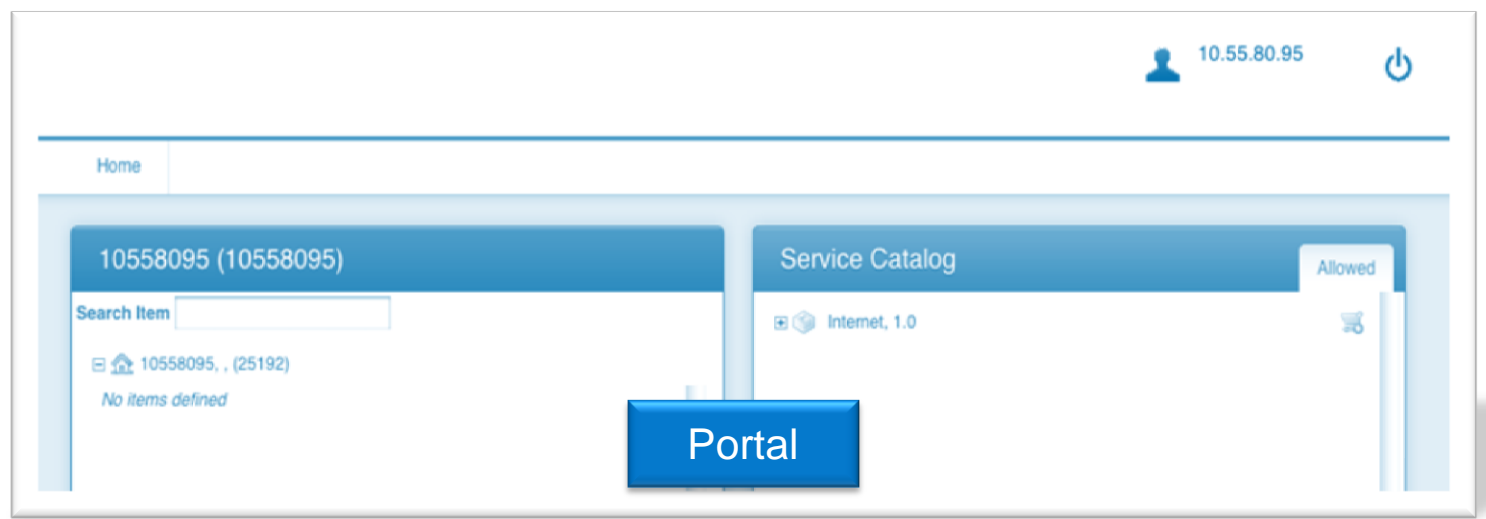 10.55.80.95
Home
10558095 (10558095)
Search Item
10558095, , (25192)
No items defined
Service Catalog
Allowed
Internet, 1.0
Portal